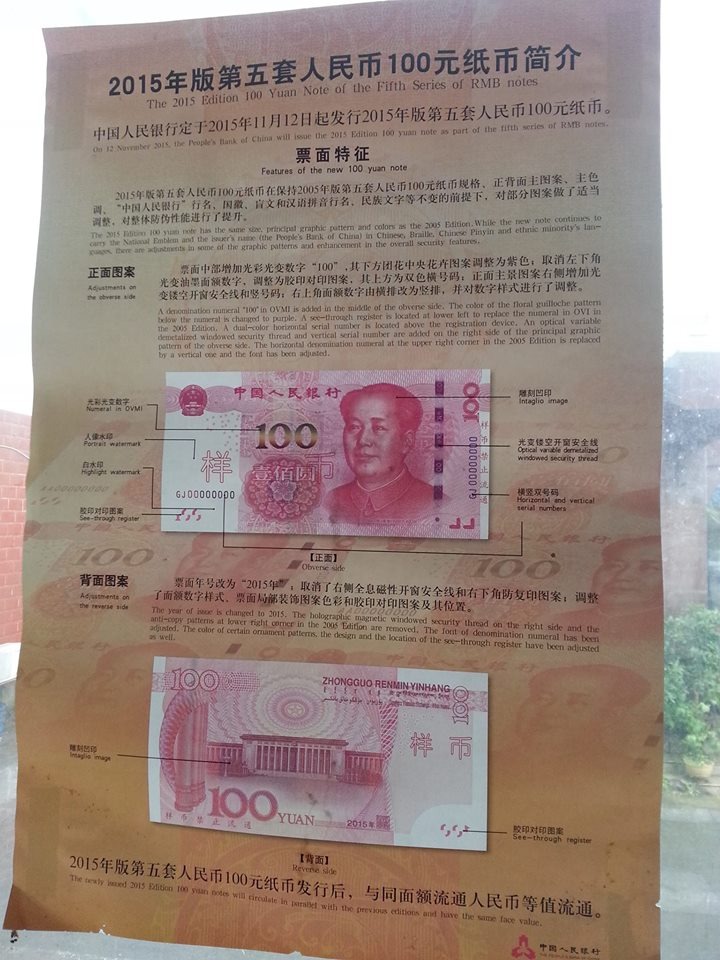 2015年版第五套人民币100元纸币简介
The 2015 Edition 100 Yuan Note of the Fifth Series of RMB notes
中国人民银行定于2015年11月12日起发行2015年版第五套人民币100元纸币。
On 12 November 2015, the People's Bank of China will issue the 2015 Edition 100 yuan note as part of the fifth series of RMB notes.
票面特征
Features of the new 100 yuan note
2015年版第五套人民币100元纸币在保持2005年版第五套人民币100元纸币规格、正背面主图案、主色
调、“中国人民银行”行名、国徽、盲文和汉语拼音行名、民族文字等不变的前提下，对部分图案做了适当
调整，对整体防伪性能进行了提升。
The 2015 Edition 100 yuan note has the same size, principal graphic pattern and colors as the 2005 Edition.While the new note continues to
carry the National Emblem and the issuer's name (the People's Bank of China) in Chinese, Braille, Chinese Pinyin and ethnic minority's lan-
guages, there are adjustments in some of the graphic patterns and enhancement in the overall security features.
正面图案
Adjustments on
the obverse side
票面中部增加光彩光变数字“100”，其下方团花中央花卉图案调整为紫色；取消左下角
光变油墨面额数字，调整为胶印对印图案，其上方为双色横号码；正面主景图案右侧增加光
变镂空开窗安全线和竖号码；右上角面额数字由横排改为竖排，并对数字样式进行了调整。
A denomination numeral "100" in OVMI is added in the middle of the obverse side. The color of the floral guilloche pattern
below the numeral is changed to purple. A see-through register is located at lower left to replace the numeral in OVI in
the 2005 Edition. A dual-color horizontal serial number is located above the registration device. An optical variable
demetalized windowed security thread and vertical serial number are added on the right side of the principal graphic
pattern of the obverse side. The horizontal denomination numeral at the upper right corner in the 2005 Edition is replaced
by a vertical one and the font has been adjusted.
光彩光变数字
Numeral in OVMI
人像水印
Portrait watermark
白水印
Highlight watermark
胶印对印图案
See-through register
中国人民银行
100
100
样 币
壹佰圆
GJ00000000
GJ00000000
样币禁止流通
雕刻凹印
Intaglio image
光变镂空开窗安全线
Optical variable demetalized
windowed security thread
横竖双号码
Horizontal and vertical
serial numbers
【正面】
Obverse side
背面图案
Adjustments on
the reverse side
票面年号改为“2015年”；取消了右侧全息磁性开窗安全线和右下角防复印图案；调整
了面额数字样式、票面局部装饰图案色彩和胶印对印图案及其位置。
The year of issue is changed to 2015. The holographic magnetic windowed security thread on the right side and the
anti-copy patterns at lower right corner in the 2005 Edition are removed. The font of denomination numeral has been
adjusted. The color of certain ornament patterns, the design and the location of the see-through register have been adjusted
as well.
100
ZHONGGUO RENMIN YINHANG
100
样 币
雕刻凹印
Intaglio image
100 YUAN
2015年
样币禁止流通
胶印对印图案
See-through register
【背面】
Reverse side
2015年版第五套人民币100元纸币发行后，与同面额流通人民币等值流通。
The newly issued 2015 Edition 100 yuan notes will circulate in parallel with the previous editions and have the same face value.
中国人民银行
THE PEOPLE'S BANK OF CHINA